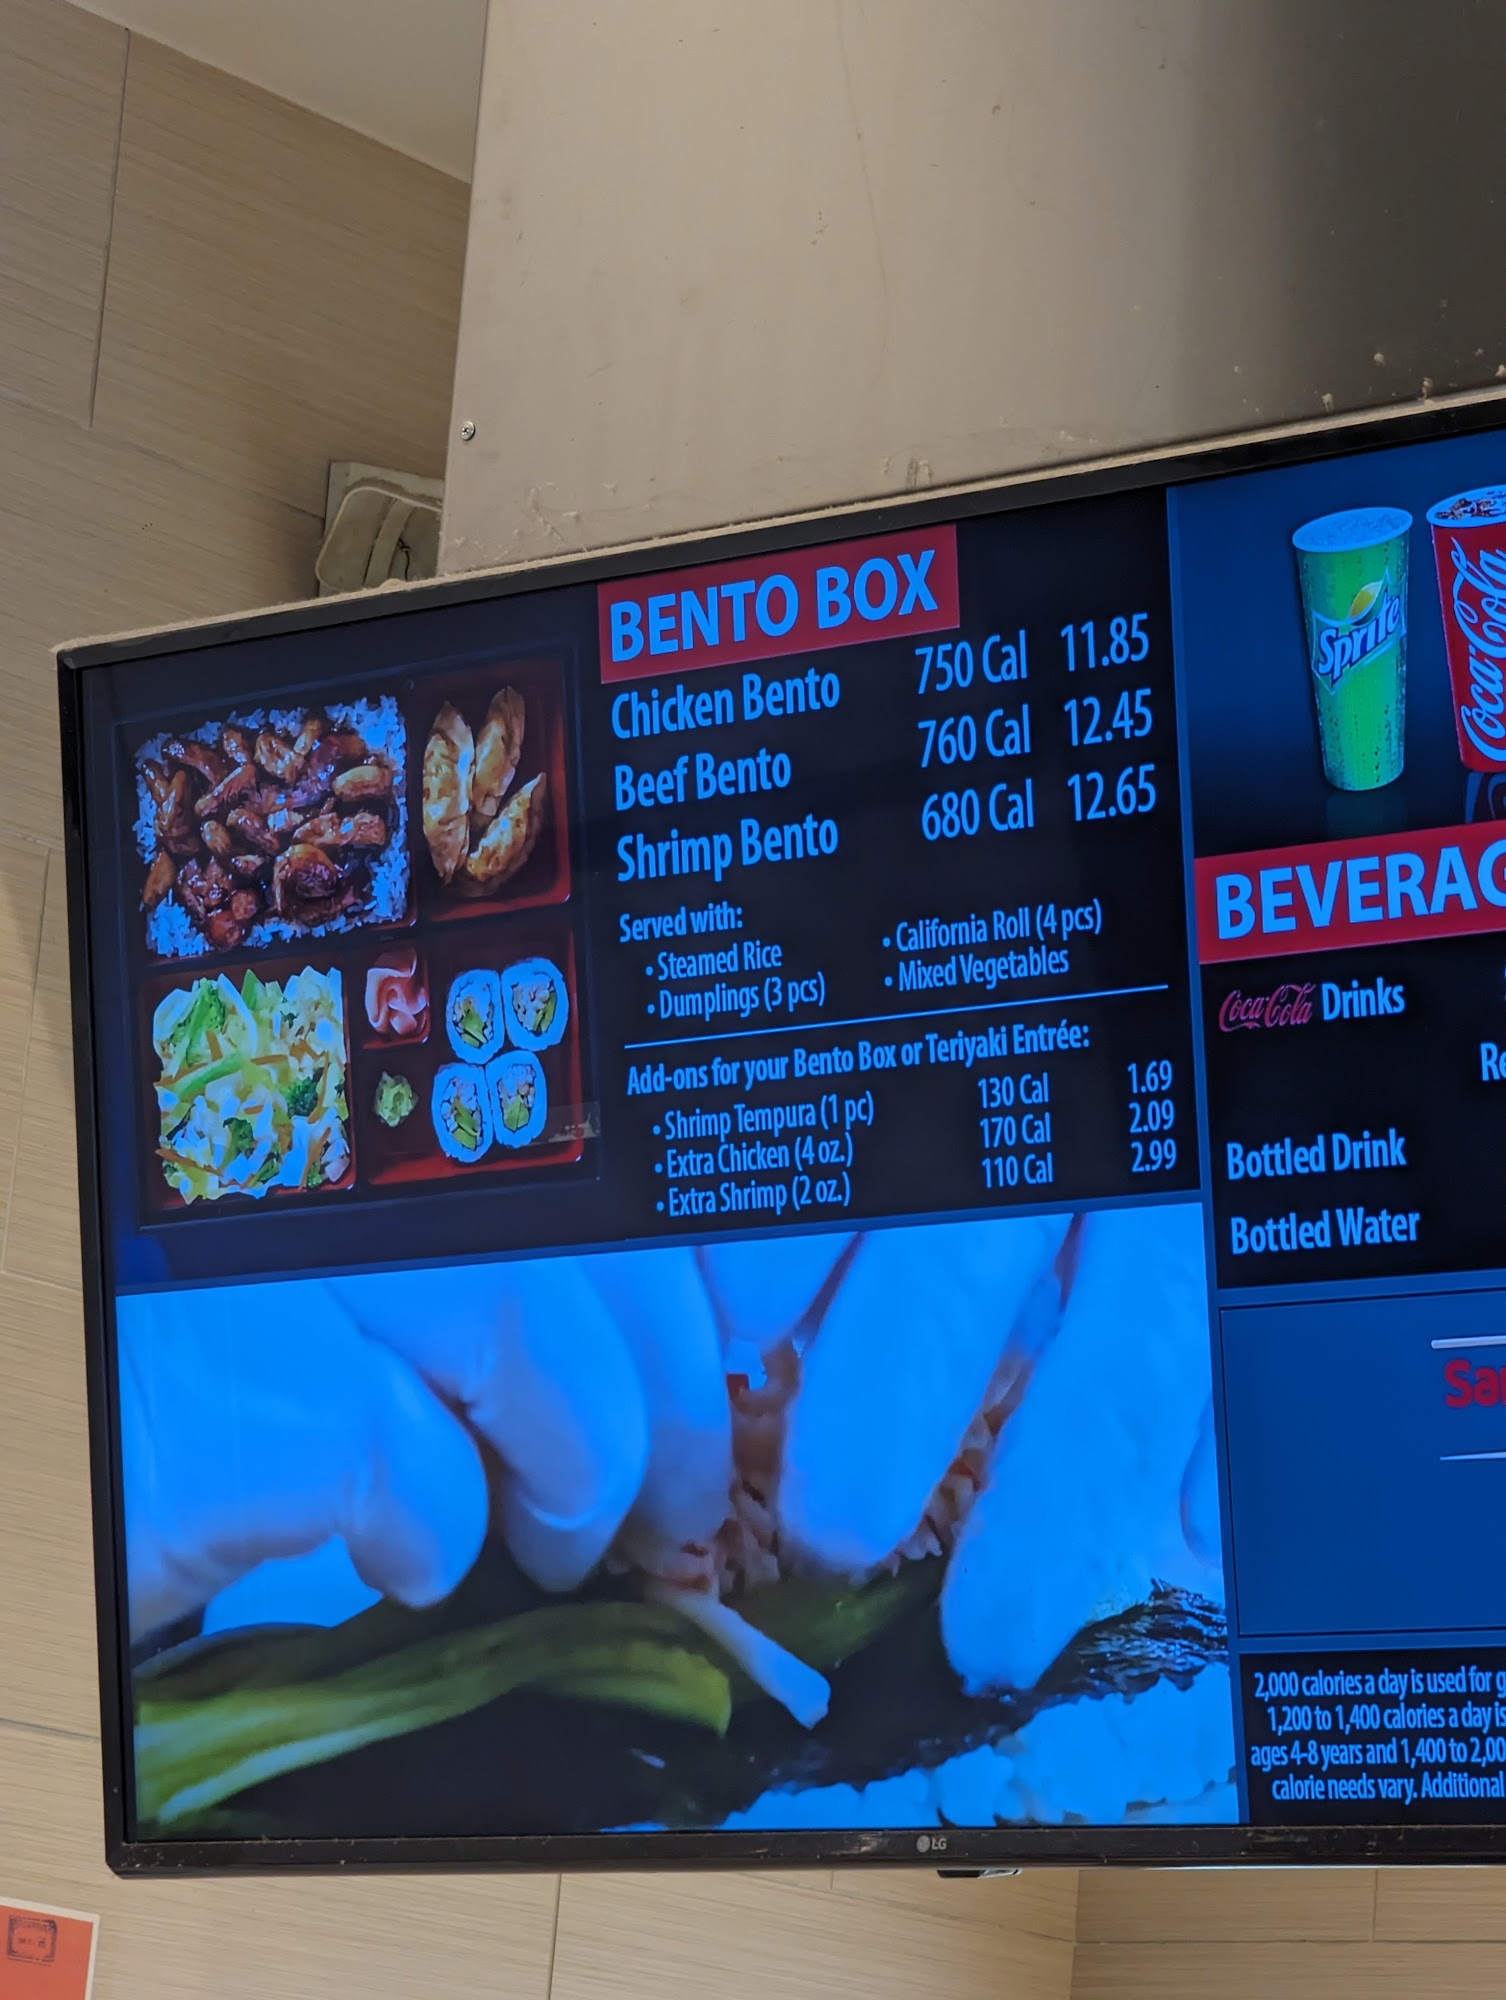 BENTO BOX
Chicken Bento 750 Cal 11.85
Beef Bento 760 Cal 12.45
Shrimp Bento 680 Cal 12.65
Served with:
• Steamed Rice
• Dumplings (3 pcs)
• California Roll (4 pcs)
• Mixed Vegetables
Add-ons for your Bento Box or Teriyaki Entrée:
• Shrimp Tempura (1 pc) 130 Cal 1.69
• Extra Chicken (4 oz.) 170 Cal 2.09
• Extra Shrimp (2 oz.) 110 Cal 2.99
Sprite
Coca-Cola
BEVERAG
Coca-Cola Drinks
Re
Bottled Drink
Bottled Water
Sa
2,000 calories a day is used for g
1,200 to 1,400 calories a day is
ages 4-8 years and 1,400 to 2,00
calorie needs vary. Additional
LG